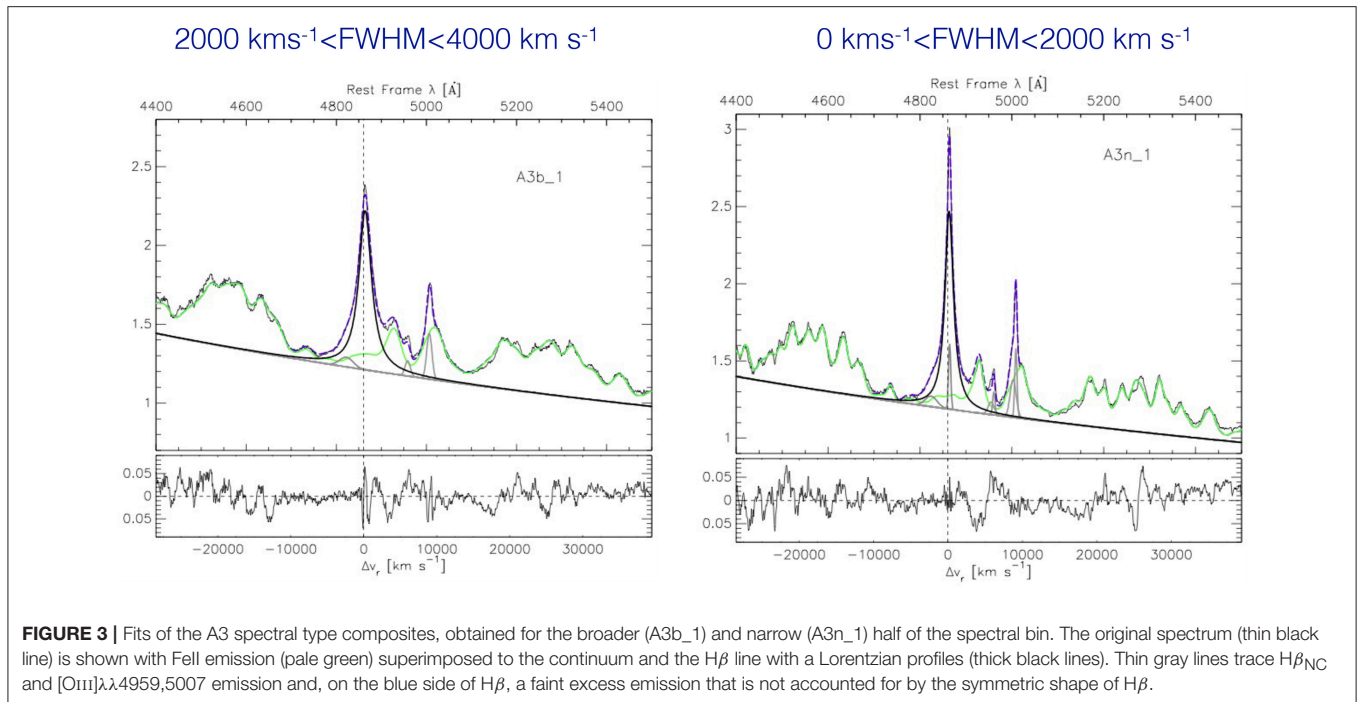 2000 kms-1<FWHM<4000 km s-1
0 kms-1<FWHM<2000 km s-1
Rest Frame λ [Å]
4400 4600 4800 5000 5200 5400
A3b_1
2.5
2
1.5
1
0.05
0
0.05
−20000 −10000 0 10000 20000 30000
Δvr [km s−1]
Rest Frame λ [Å]
4400 4600 4800 5000 5200 5400
A3n_1
3
2.5
2
1.5
1
0.05
0
0.05
−20000 −10000 0 10000 20000 30000
Δvr [km s−1]
FIGURE 3 | Fits of the A3 spectral type composites, obtained for the broader (A3b_1) and narrow (A3n_1) half of the spectral bin. The original spectrum (thin black
line) is shown with FeII emission (pale green) superimposed to the continuum and the Hβ line with a Lorentzian profiles (thick black lines). Thin gray lines trace HβNC
and [OIII]λλ4959,5007 emission and, on the blue side of Hβ, a faint excess emission that is not accounted for by the symmetric shape of Hβ.